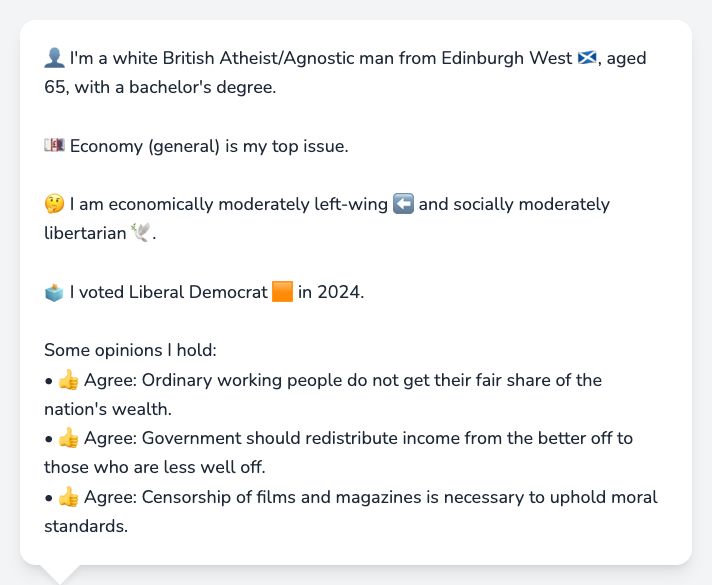 👤 I'm a white British Atheist/Agnostic man from Edinburgh West 🏴󠁧󠁢󠁳󠁣󠁴󠁿, aged
65, with a bachelor's degree.
💷 Economy (general) is my top issue.
🤔 I am economically moderately left-wing ⬅️ and socially moderately
libertarian 🕊️.
🗳️ I voted Liberal Democrat 🟧 in 2024.
Some opinions I hold:
• 👍 Agree: Ordinary working people do not get their fair share of the
nation's wealth.
• 👍 Agree: Government should redistribute income from the better off to
those who are less well off.
• 👍 Agree: Censorship of films and magazines is necessary to uphold moral
standards.